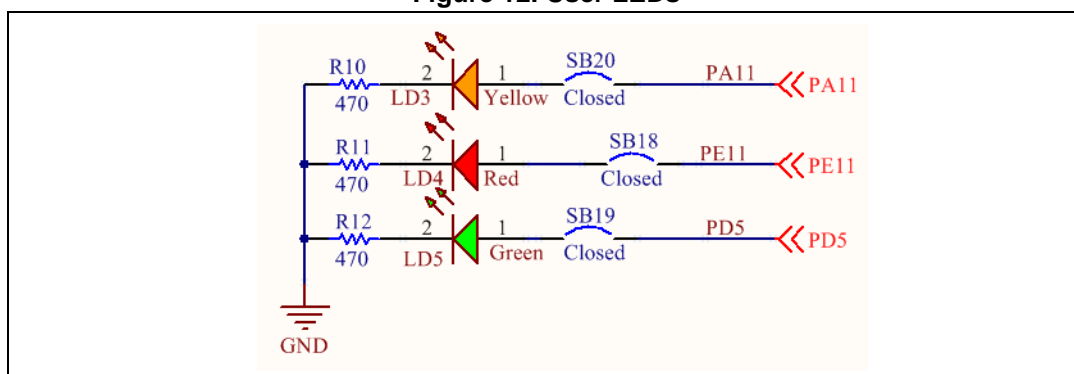 Figure 12. User LEDs
R10 2 1 SB20 PA11 PA11
470 LD3 Yellow Closed
R11 2 1 SB18 PE11 PE11
470 LD4 Red Closed
R12 2 1 SB19 PD5 PD5
470 LD5 Green Closed
GND